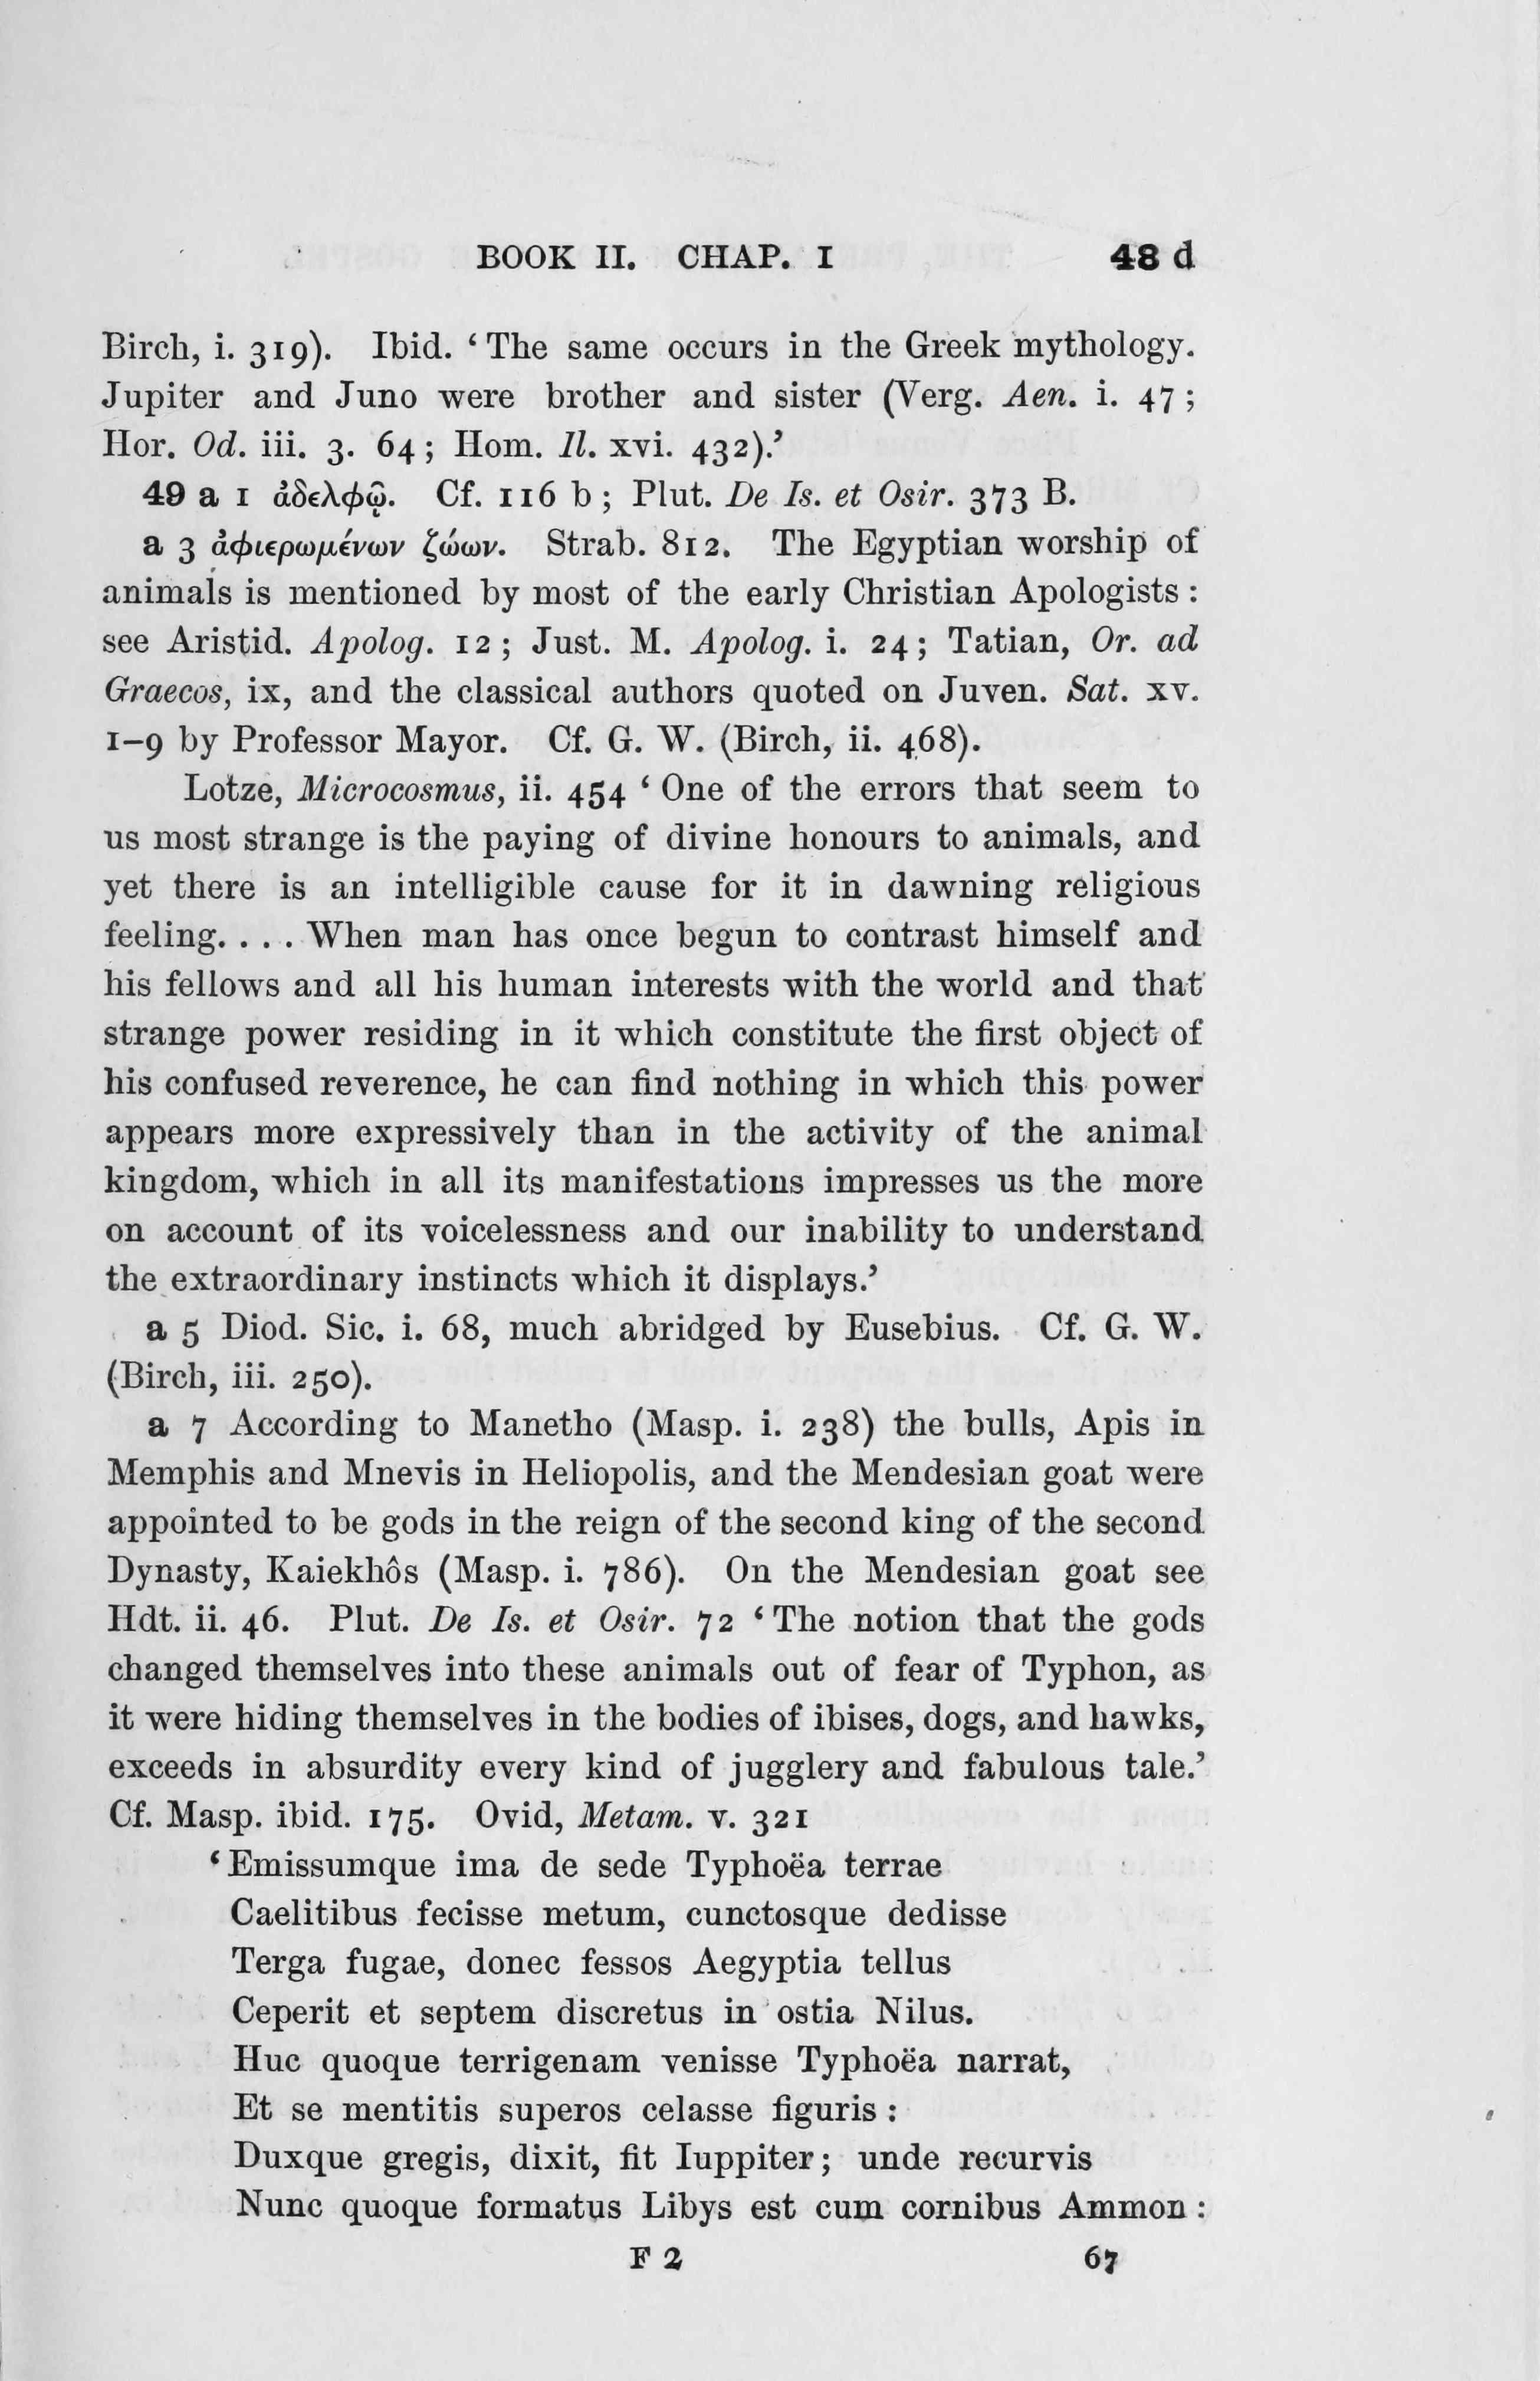 BOOK II. CHAP. I 48 d
Birch, i. 319). Ibid. ‘The same occurs in the Greek mythology.
Jupiter and Juno were brother and sister (Verg. Aen. i. 47;
Hor. Od. iii. 3. 64; Hom. Il. xvi. 432).’
49 a 1 ἀδελφῷ. Cf. 116 b; Plut. De Is. et Osir. 373 B.
a 3 ἀφιερωμένων ζώων. Strab. 812. The Egyptian worship of
animals is mentioned by most of the early Christian Apologists:
see Aristid. Apolog. 12; Just. M. Apolog. i. 24; Tatian, Or. ad
Graecos, ix, and the classical authors quoted on Juven. Sat. xv.
1–9 by Professor Mayor. Cf. G. W. (Birch, ii. 468).
Lotze, Microcosmus, ii. 454 ‘One of the errors that seem to
us most strange is the paying of divine honours to animals, and
yet there is an intelligible cause for it in dawning religious
feeling. . . . When man has once begun to contrast himself and
his fellows and all his human interests with the world and that
strange power residing in it which constitute the first object of
his confused reverence, he can find nothing in which this power
appears more expressively than in the activity of the animal
kingdom, which in all its manifestations impresses us the more
on account of its voicelessness and our inability to understand
the extraordinary instincts which it displays.’
a 5 Diod. Sic. i. 68, much abridged by Eusebius. Cf. G. W.
(Birch, iii. 250).
a 7 According to Manetho (Masp. i. 238) the bulls, Apis in
Memphis and Mnevis in Heliopolis, and the Mendesian goat were
appointed to be gods in the reign of the second king of the second
Dynasty, Kaiekhôs (Masp. i. 786). On the Mendesian goat see
Hdt. ii. 46. Plut. De Is. et Osir. 72 ‘The notion that the gods
changed themselves into these animals out of fear of Typhon, as
it were hiding themselves in the bodies of ibises, dogs, and hawks,
exceeds in absurdity every kind of jugglery and fabulous tale.’
Cf. Masp. ibid. 175. Ovid, Metam. v. 321
‘Emissumque ima de sede Typhoëa terrae
Caelitibus fecisse metum, cunctosque dedisse
Terga fugae, donec fessos Aegyptia tellus
Ceperit et septem discretus in ostia Nilus.
Huc quoque terrigenam venisse Typhoëa narrat,
Et se mentitis superos celasse figuris:
Duxque gregis, dixit, fit Iuppiter; unde recurvis
Nunc quoque formatus Libys est cum cornibus Ammon:
F 2 67